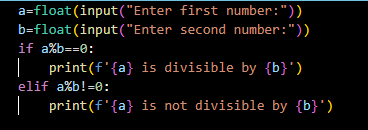 a=float(input("Enter first number:"))
b=float(input("Enter second number:"))
if a%b==0:
    print(f'{a} is divisible by {b}')
elif a%b!=0:
    print(f'{a} is not divisible by {b}')